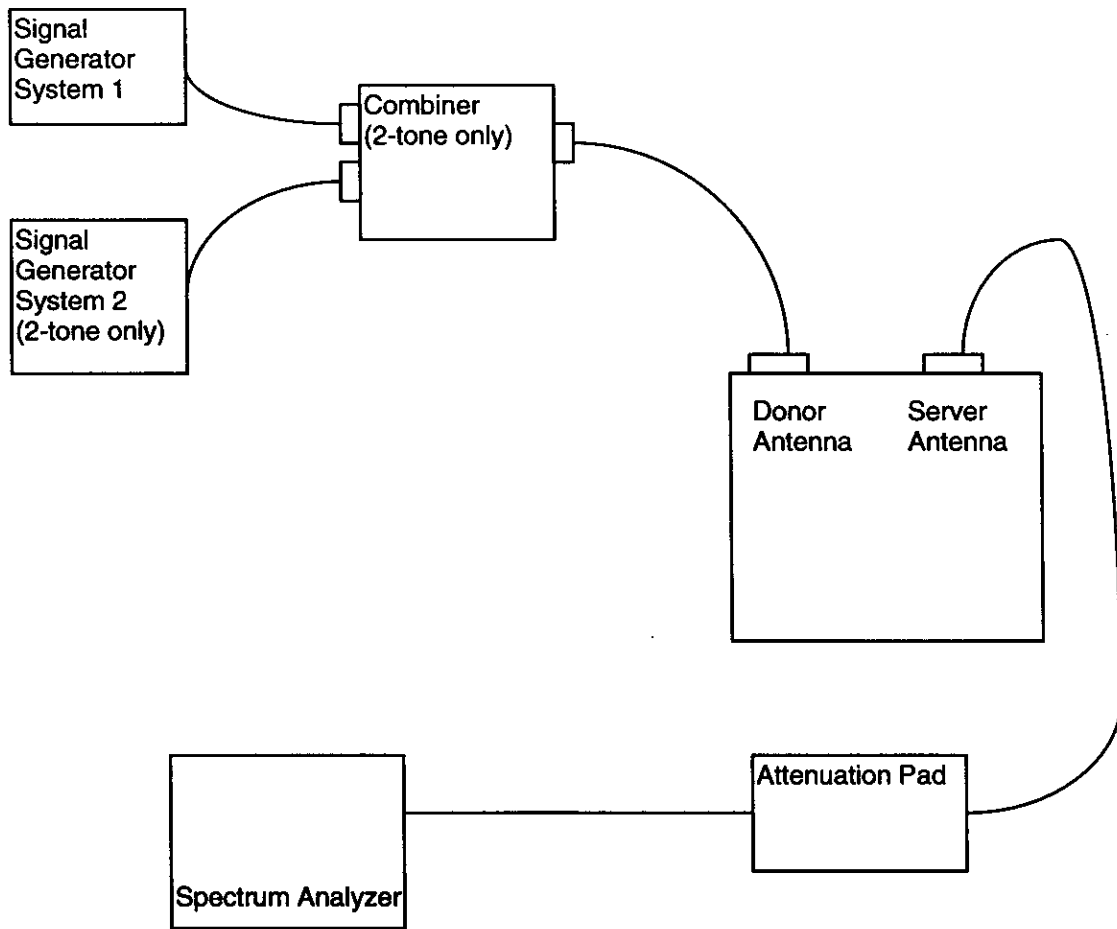 Signal
Generator
System 1
Combiner
(2-tone only)
Signal
Generator
System 2
(2-tone only)
Donor
Antenna
Server
Antenna
Attenuation Pad
Spectrum Analyzer